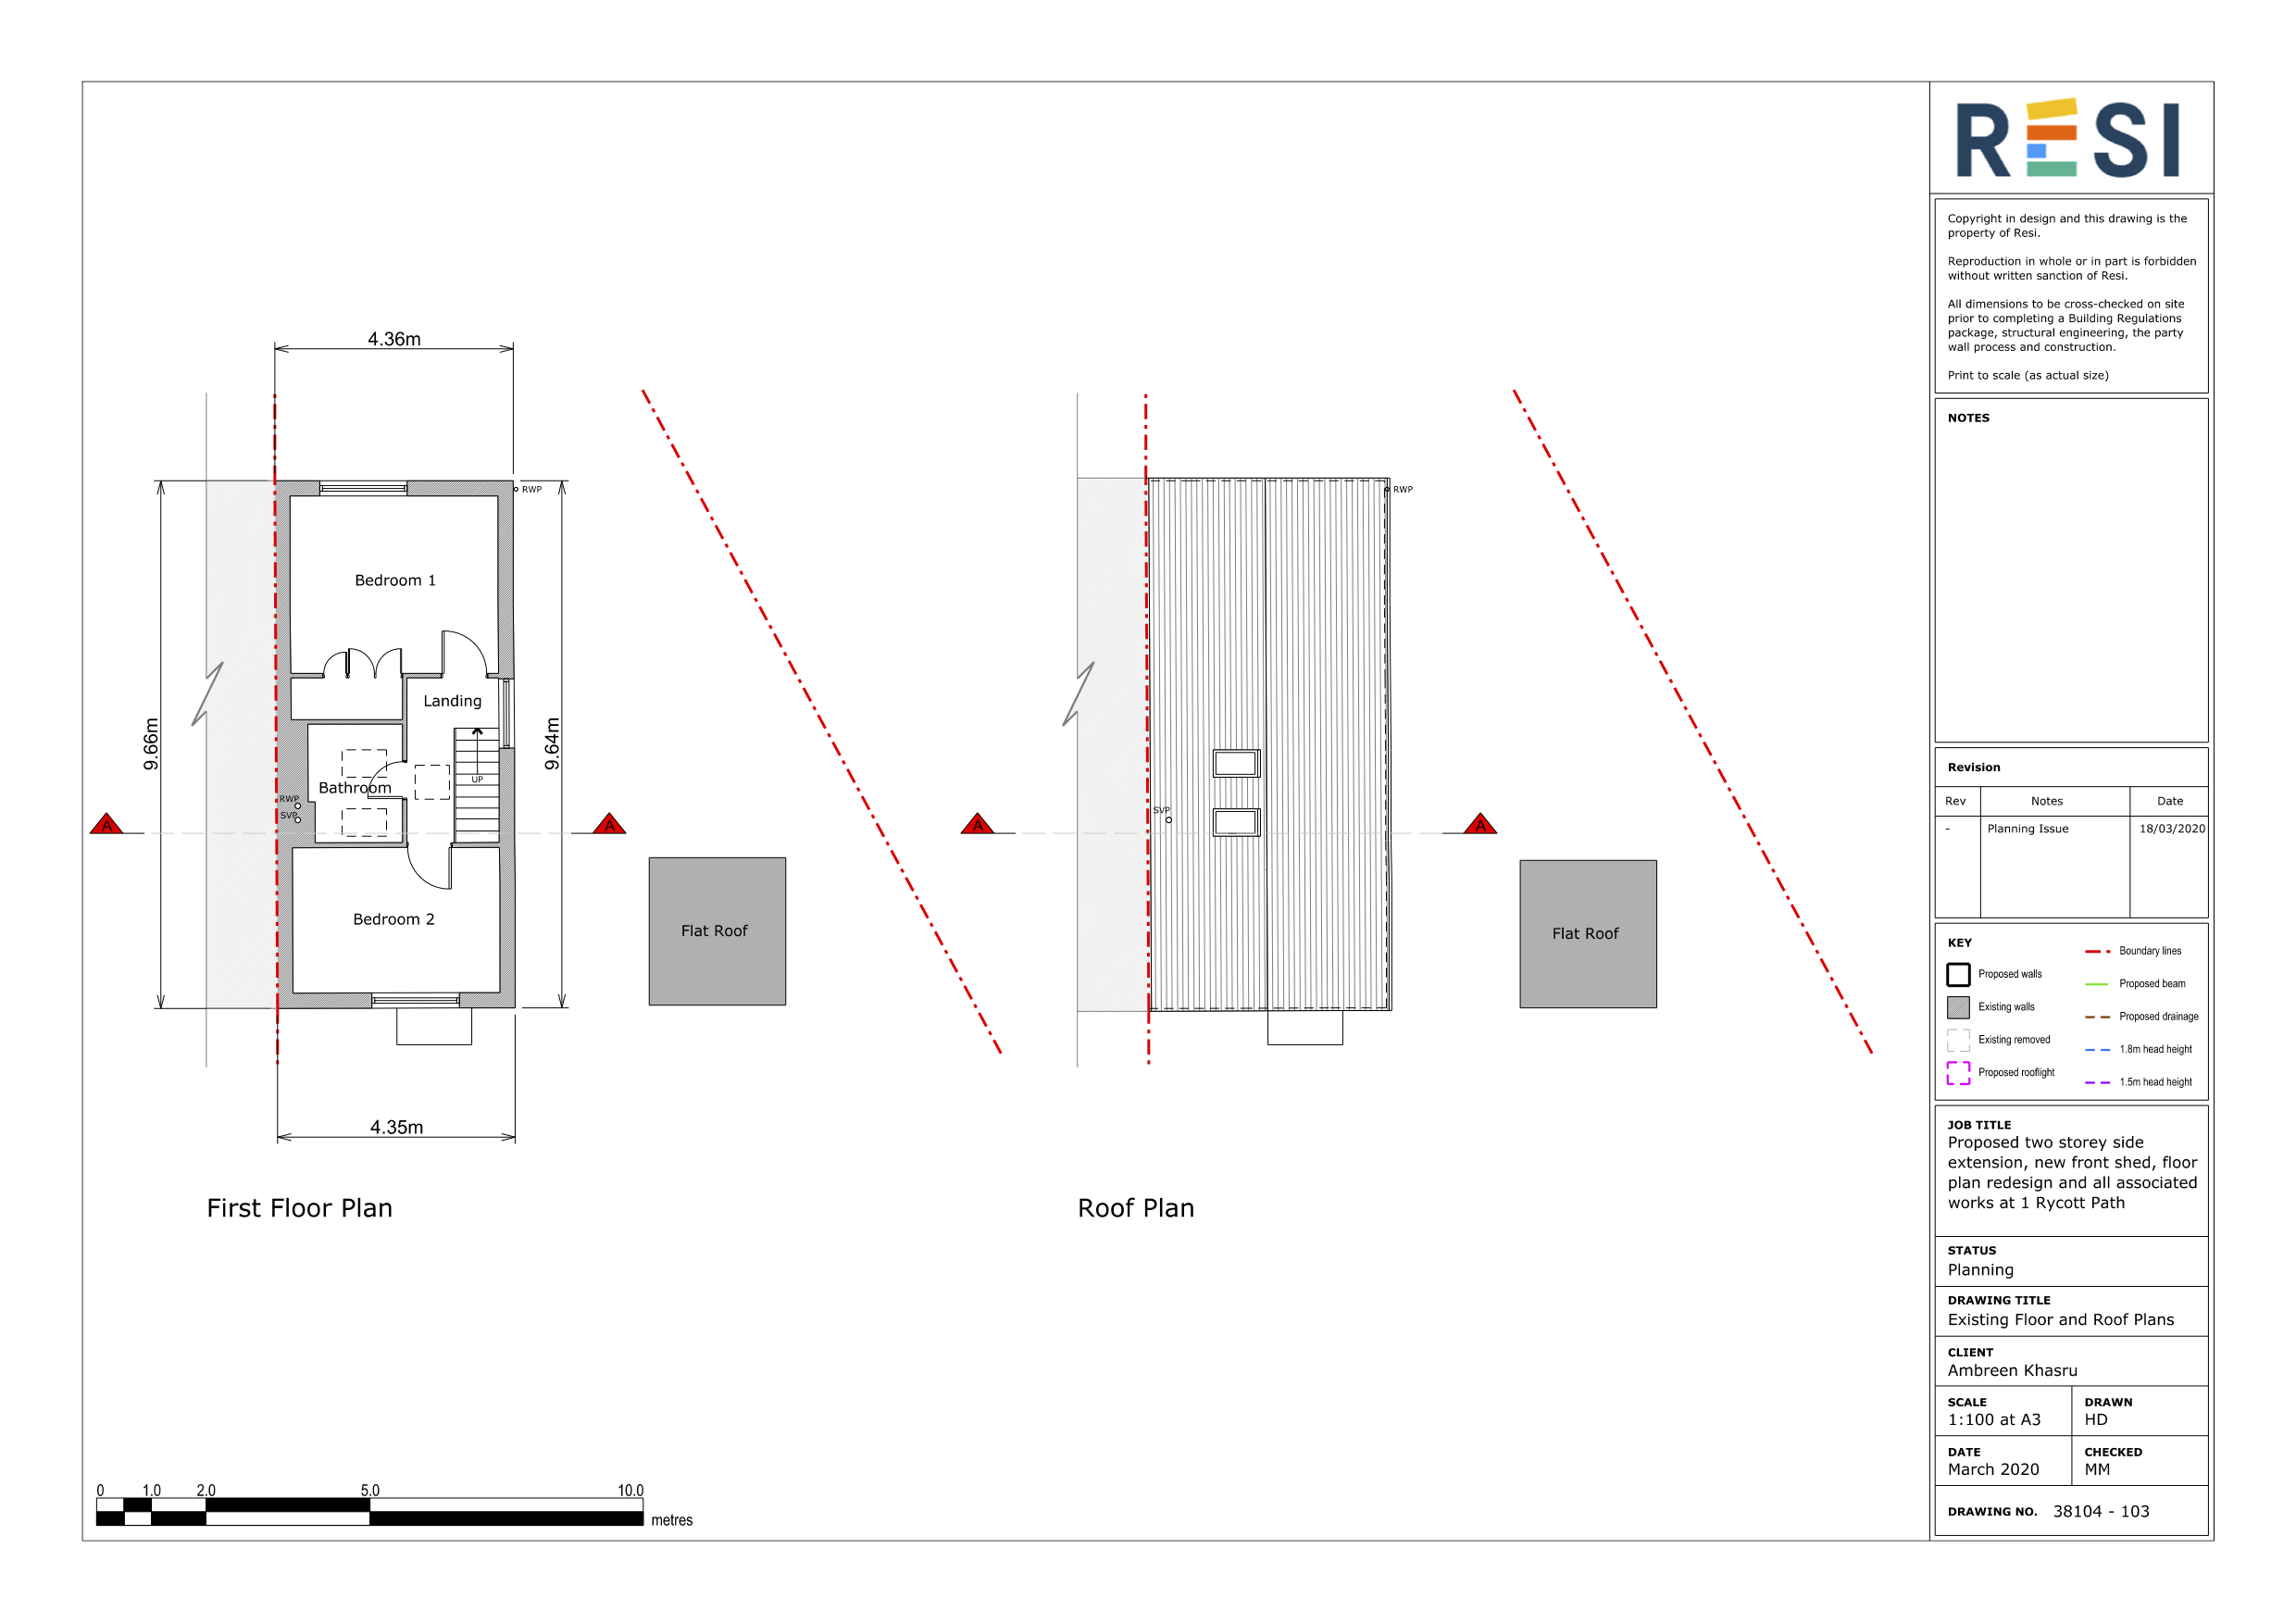 RESI
Copyright in design and this drawing is the
property of Resi.
Reproduction in whole or in part is forbidden
without written sanction of Resi.
All dimensions to be cross-checked on site
prior to completing a Building Regulations
package, structural engineering, the party
wall process and construction.
Print to scale (as actual size)
NOTES
Revision
Rev Notes Date
- Planning Issue 18/03/2020
KEY
Proposed walls
Existing walls
Existing removed
Proposed rooflight
Boundary lines
Proposed beam
Proposed drainage
1.8m head height
1.5m head height
JOB TITLE
Proposed two storey side
extension, new front shed, floor
plan redesign and all associated
works at 1 Rycott Path
STATUS
Planning
DRAWING TITLE
Existing Floor and Roof Plans
CLIENT
Ambreen Khasru
SCALE
1:100 at A3
DRAWN
HD
DATE
March 2020
CHECKED
MM
DRAWING NO. 38104 - 103
4.36m
RWP
Bedroom 1
Landing
9.66m
9.64m
UP
Bathroom
RWP
SVP
A
A
Bedroom 2
Flat Roof
4.35m
First Floor Plan
RWP
SVP
A
A
Flat Roof
Roof Plan
0 1.0 2.0 5.0 10.0
metres